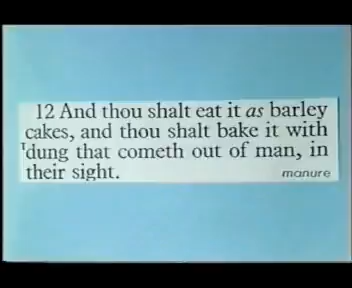 12 And thou shalt eat it as barley
cakes, and thou shalt bake it with
ᴵdung that cometh out of man, in
their sight.
manure